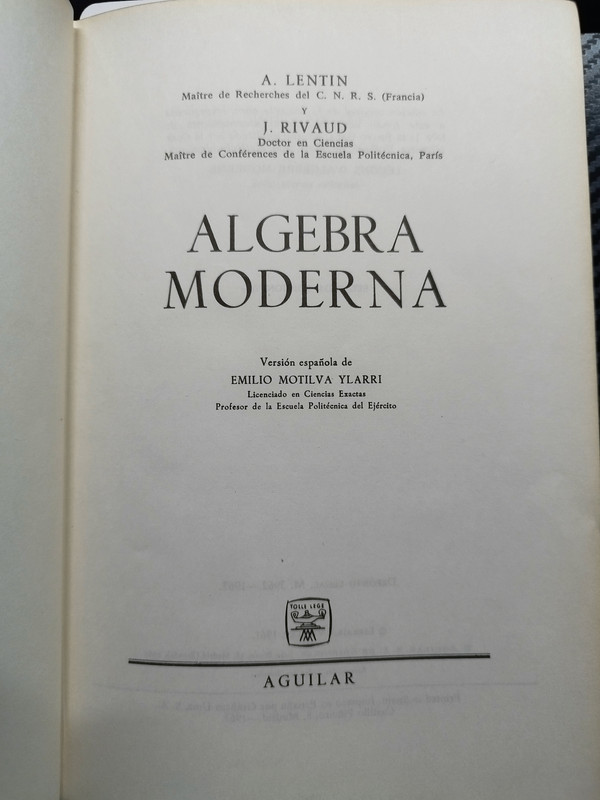 A. LENTIN
Maître de Recherches del C. N. R. S. (Francia)
Y
J. RIVAUD
Doctor en Ciencias
Maître de Conférences de la Escuela Politécnica, París
ALGEBRA
MODERNA
Versión española de
EMILIO MOTILVA YLARRI
Licenciado en Ciencias Exactas
Profesor de la Escuela Politécnica del Ejército
TOLLE LEGE
AGUILAR